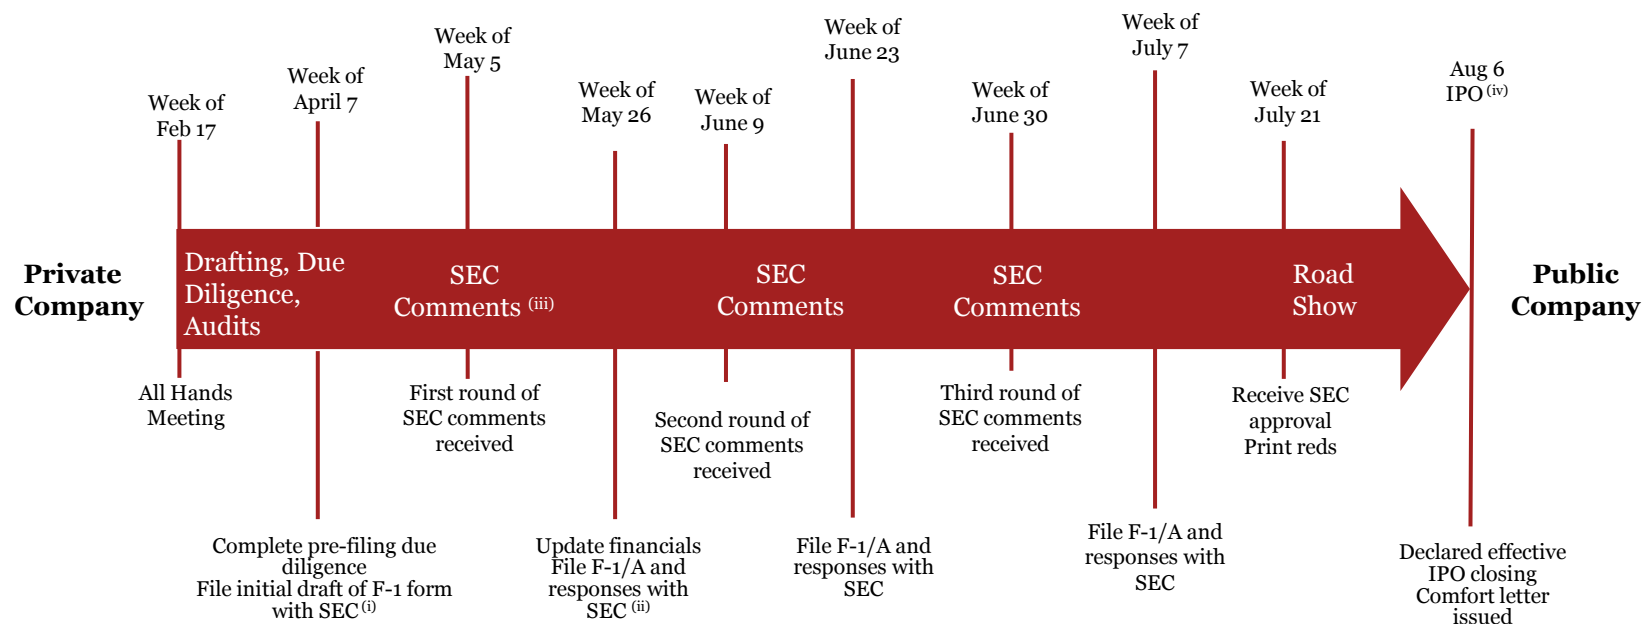 Week of
Feb 17
Week of
April 7
Week of
May 5
Week of
May 26
Week of
June 9
Week of
June 23
Week of
June 30
Week of
July 7
Week of
July 21
Aug 6
IPO (iv)
Private
Company
Drafting, Due
Diligence,
Audits
SEC
Comments (iii)
SEC
Comments
SEC
Comments
Road
Show
Public
Company
All Hands
Meeting
First round of
SEC comments
received
Second round of
SEC comments
received
Third round of
SEC comments
received
Receive SEC
approval
Print reds
Complete pre-filing due
diligence
File initial draft of F-1 form
with SEC (i)
Update financials
File F-1/A and
responses with
SEC (ii)
File F-1/A and
responses with
SEC
File F-1/A and
responses with
SEC
Declared effective
IPO closing
Comfort letter
issued